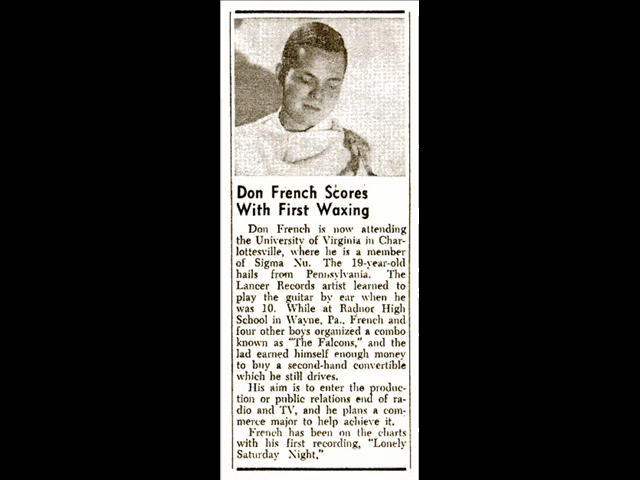 Don French Scores
With First Waxing
Don French is now attending
the University of Virginia in Char-
lottesville, where he is a member
of Sigma Nu. The 19-year-old
hails from Pennsylvania. The
Lancer Records artist learned to
play the guitar by ear when he
was 10. While at Radnor High
School in Wayne, Pa., French and
four other boys organized a combo
known as "The Falcons," and the
lad earned himself enough money
to buy a second-hand convertible
which he still drives.
His aim is to enter the produc-
tion or public relations end of ra-
dio and TV, and he plans a com-
merce major to help achieve it.
French has been on the charts
with his first recording, "Lonely
Saturday Night."